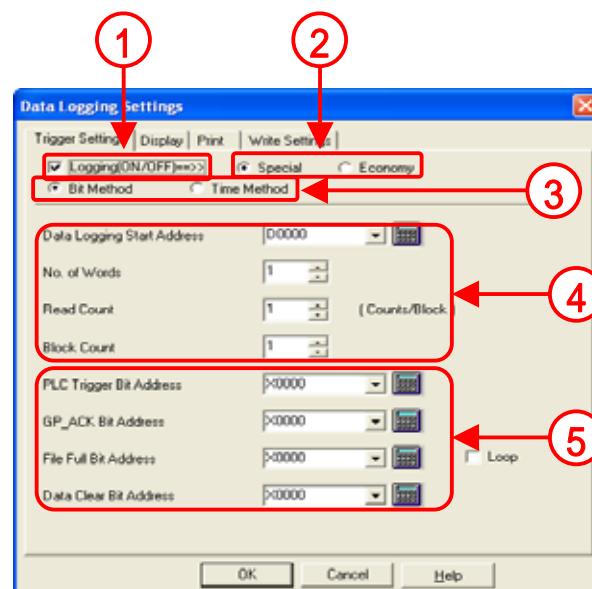 1 2
Data Logging Settings
Trigger Setting Display Print Write Settings
Logging(ON/OFF)==>> Special Economy
Bit Method Time Method
3
Data Logging Start Address D0000
No. of Words 1
4
Read Count 1 (Counts/Block)
Block Count 1
PLC Trigger Bit Address X0000
GP_ACK Bit Address X0000
5
File Full Bit Address X0000 Loop
Data Clear Bit Address X0000
OK Cancel Help